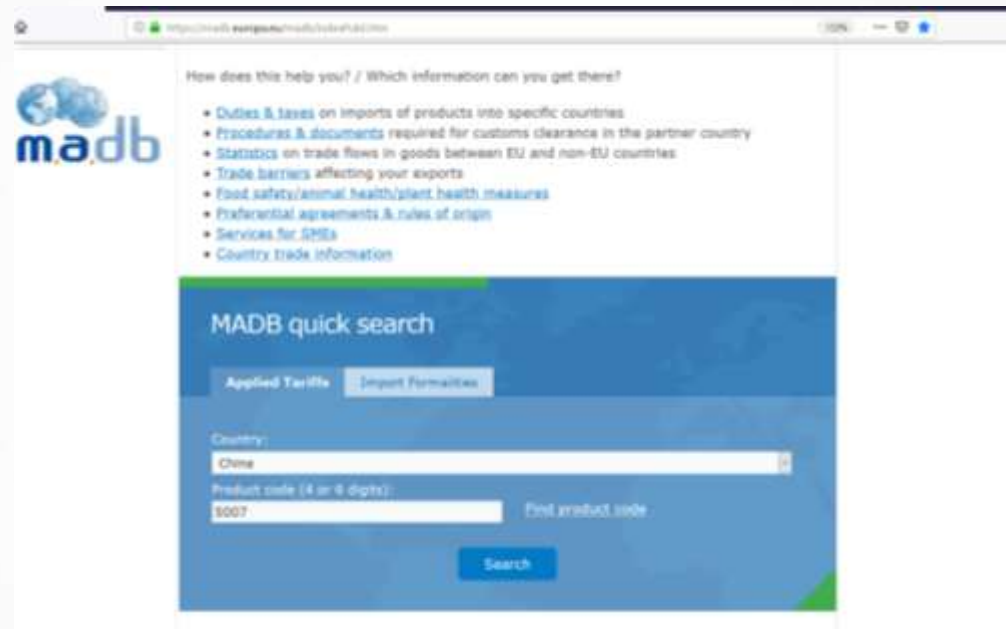 madb
How does this help you? / Which information can you get there?
Duties & taxes on imports of products into specific countries
Procedures & documents required for customs clearance in the partner country
Statistics on trade flows in goods between EU and non-EU countries
Trade barriers affecting your exports
Food safety/animal health/plant health measures
Preferential agreements & rules of origin
Services for SMEs
Country trade information
MADB quick search
Applied Tariffs Import Formalities
Country:
China
Product code (4 or 6 digits):
5007 Find product code
Search